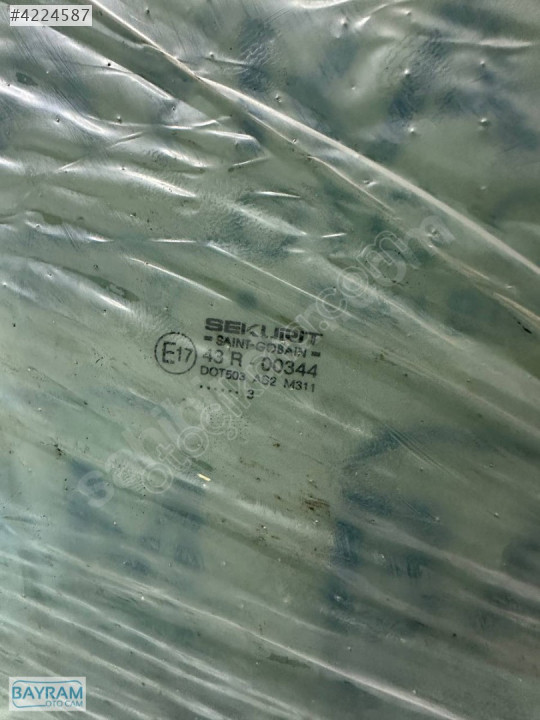 #4224587
SEKURIT
SAINT-GOBAIN
E17 43 R - 00344
DOT503 AS2 M311
...... 3
BAYRAM
OTO CAM